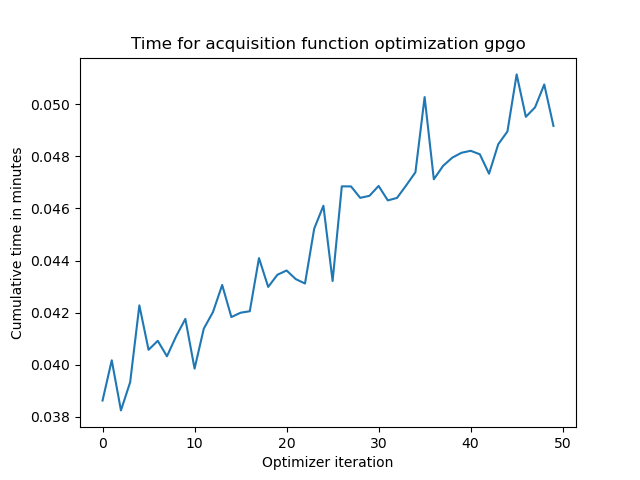 Time for acquisition function optimization gpgo
0.050
0.048
0.046
0.044
0.042
0.040
0.038
Cumulative time in minutes
0 10 20 30 40 50
Optimizer iteration